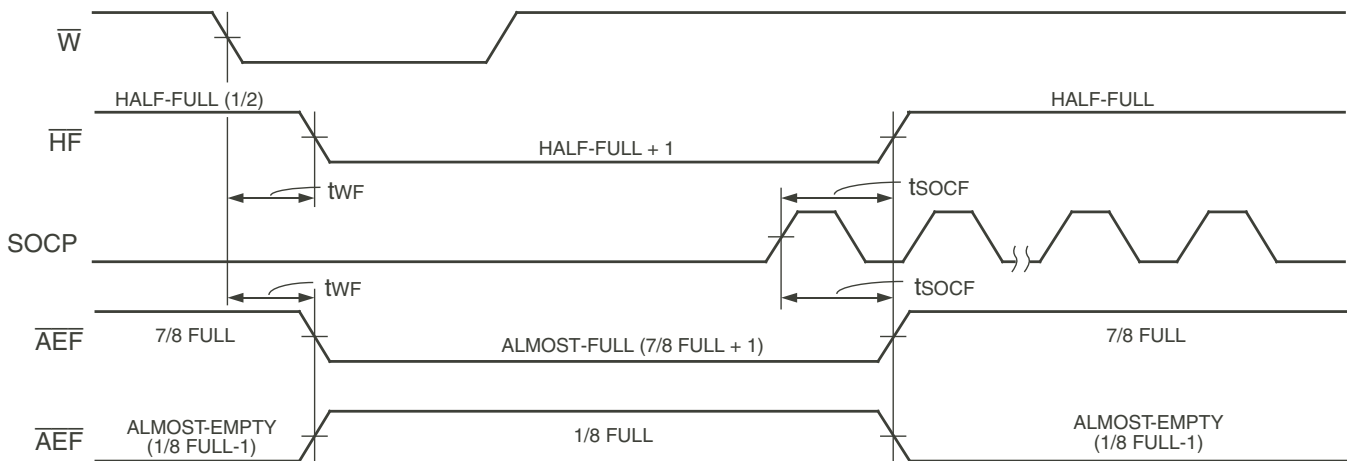 W
HALF-FULL (1/2)
HALF-FULL
HF
HALF-FULL + 1
tWF
tSOCF
SOCP
tWF
tSOCF
AEF
7/8 FULL
ALMOST-FULL (7/8 FULL + 1)
7/8 FULL
AEF
ALMOST-EMPTY
(1/8 FULL-1)
1/8 FULL
ALMOST-EMPTY
(1/8 FULL-1)